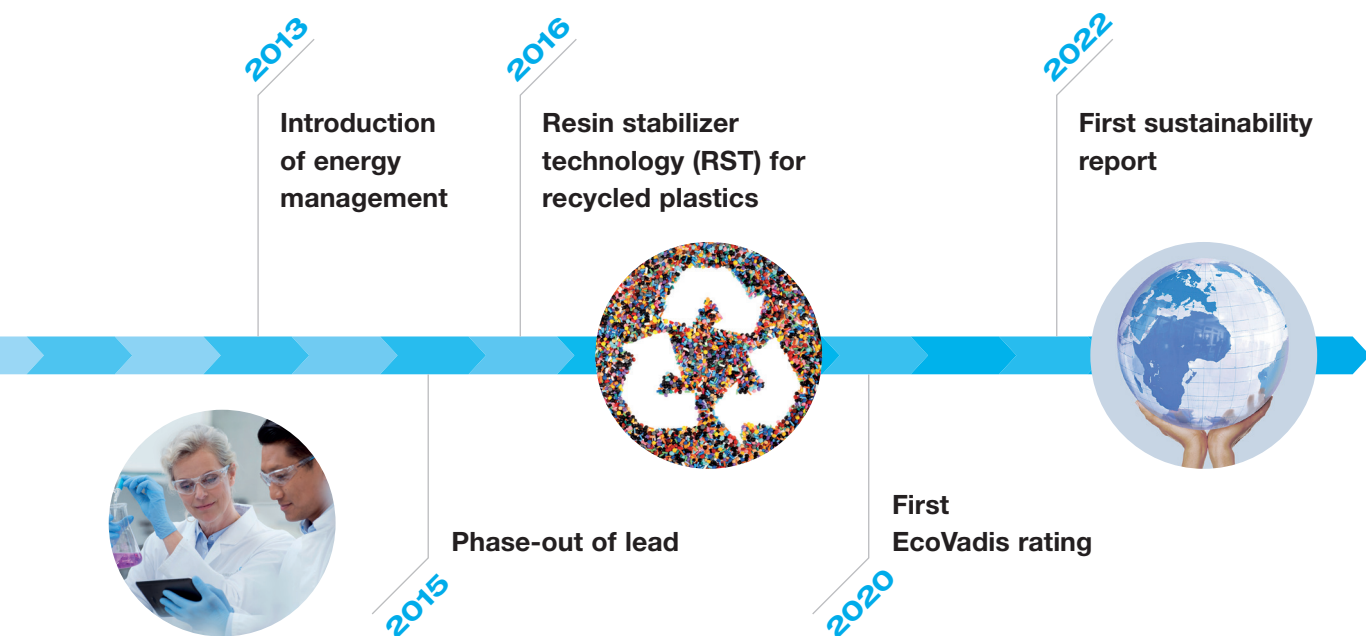 2013
Introduction
of energy
management
2015
Phase-out of lead
2016
Resin stabilizer
technology (RST) for
recycled plastics
2020
First
EcoVadis rating
2022
First sustainability
report